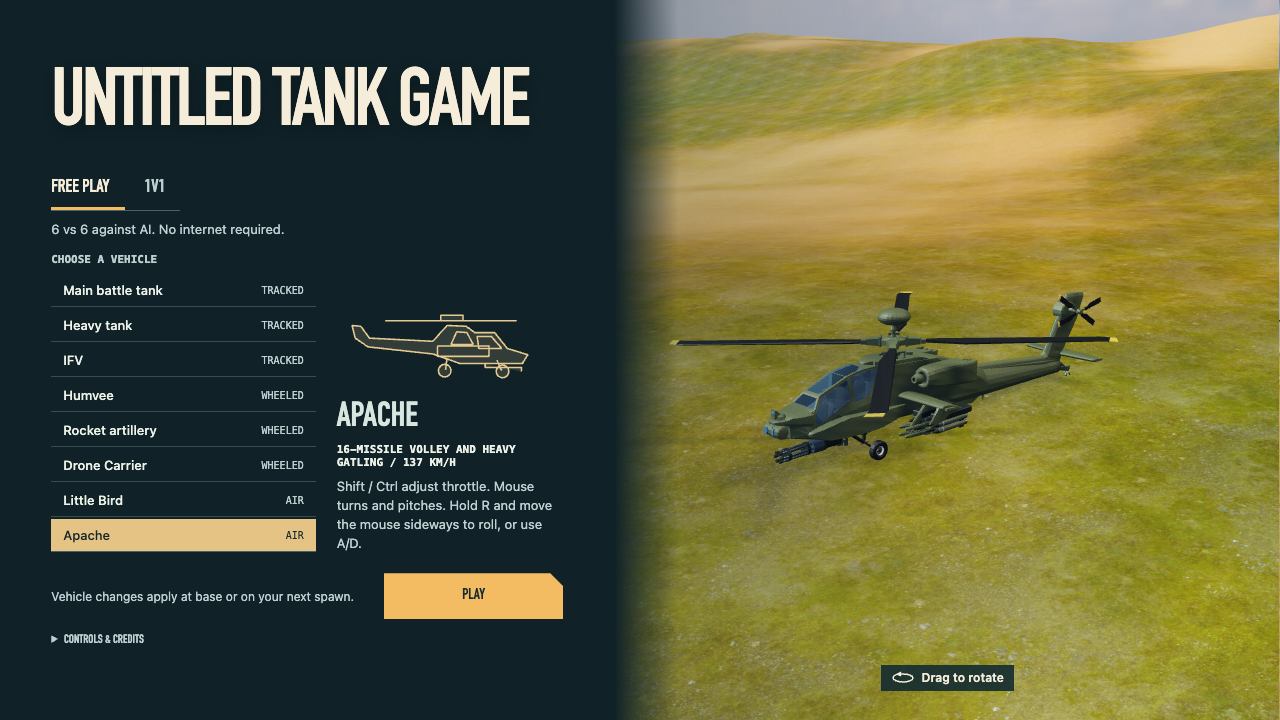 UNTITLED TANK GAME
FREE PLAY
1V1
6 vs 6 against AI. No internet required.
CHOOSE A VEHICLE
Main battle tank TRACKED
Heavy tank TRACKED
IFV TRACKED
Humvee WHEELED
Rocket artillery WHEELED
Drone Carrier WHEELED
Little Bird AIR
Apache AIR
APACHE
16–MISSILE VOLLEY AND HEAVY
GATLING / 137 KM/H
Shift / Ctrl adjust throttle. Mouse
turns and pitches. Hold R and move
the mouse sideways to roll, or use
A/D.
Vehicle changes apply at base or on your next spawn.
PLAY
CONTROLS & CREDITS
Drag to rotate